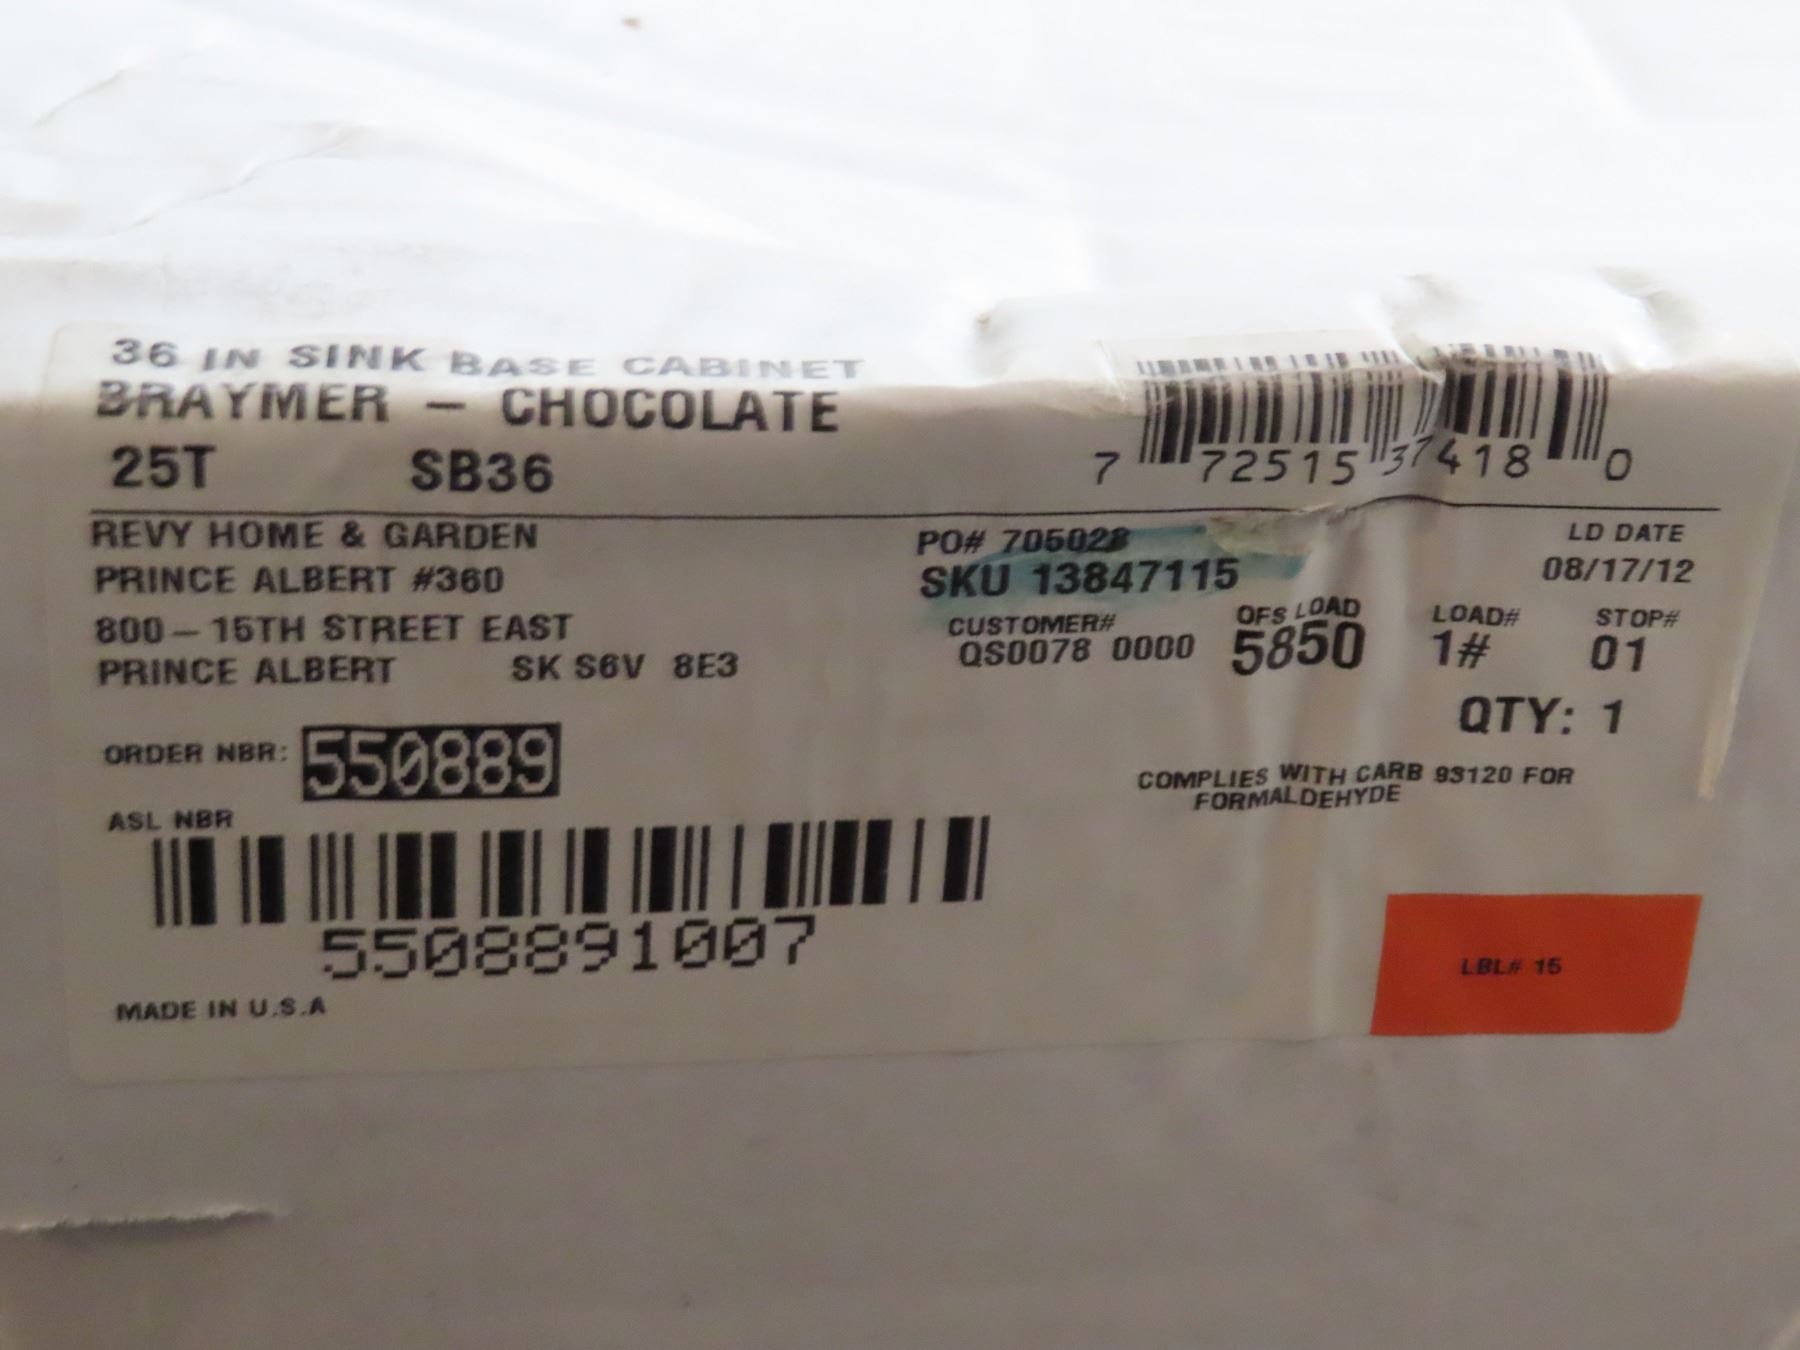 36 IN SINK BASE CABINET
BRAYMER – CHOCOLATE
25T SB36
7 72515 37418 0
REVY HOME & GARDEN
PRINCE ALBERT #360
800 – 15TH STREET EAST
PRINCE ALBERT SK S6V 8E3
PO# 705028
SKU 13847115
LD DATE
08/17/12
CUSTOMER#
QS0078 0000
OFS LOAD
5850
LOAD#
1#
STOP#
01
QTY: 1
ORDER NBR: 550889
COMPLIES WITH CARB 93120 FOR
FORMALDEHYDE
ASL NBR
5508891007
LBL# 15
MADE IN U.S.A